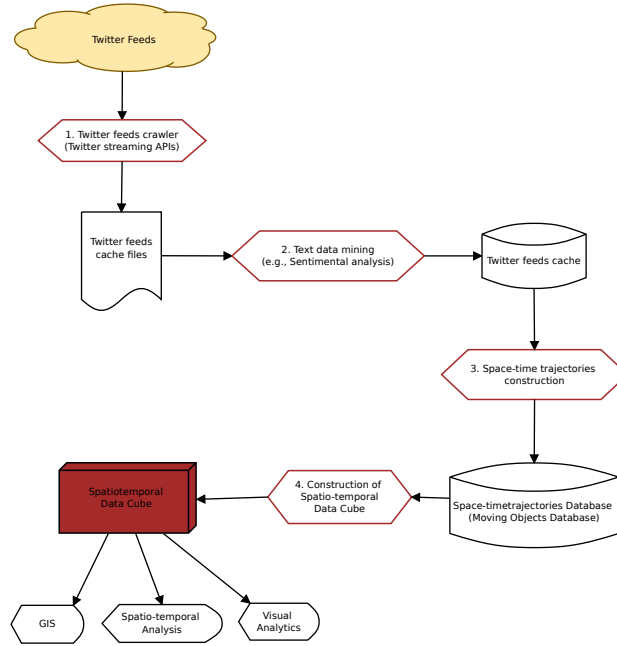 Twitter Feeds
1. Twitter feeds crawler
(Twitter streaming APIs)
Twitter feeds
cache files
2. Text data mining
(e.g., Sentimental analysis)
Twitter feeds cache
3. Space-time trajectories
construction
Space-timetrajectories Database
(Moving Objects Database)
4. Construction of
Spatio-temporal
Data Cube
Spatiotemporal
Data Cube
GIS
Spatio-temporal
Analysis
Visual
Analytics